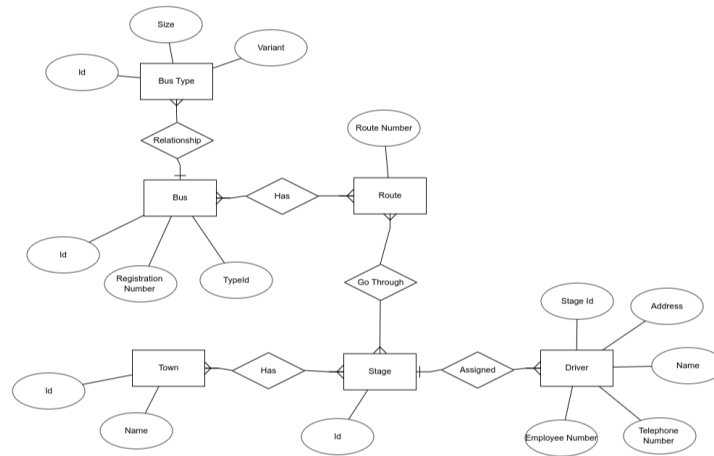 Size
Variant
Id
Bus Type
Route Number
Relationship
Bus
Has
Route
Id
Registration
Number
TypeId
Go Through
Stage Id
Address
Town
Has
Stage
Assigned
Driver
Name
Id
Name
Id
Employee Number
Telephone
Number